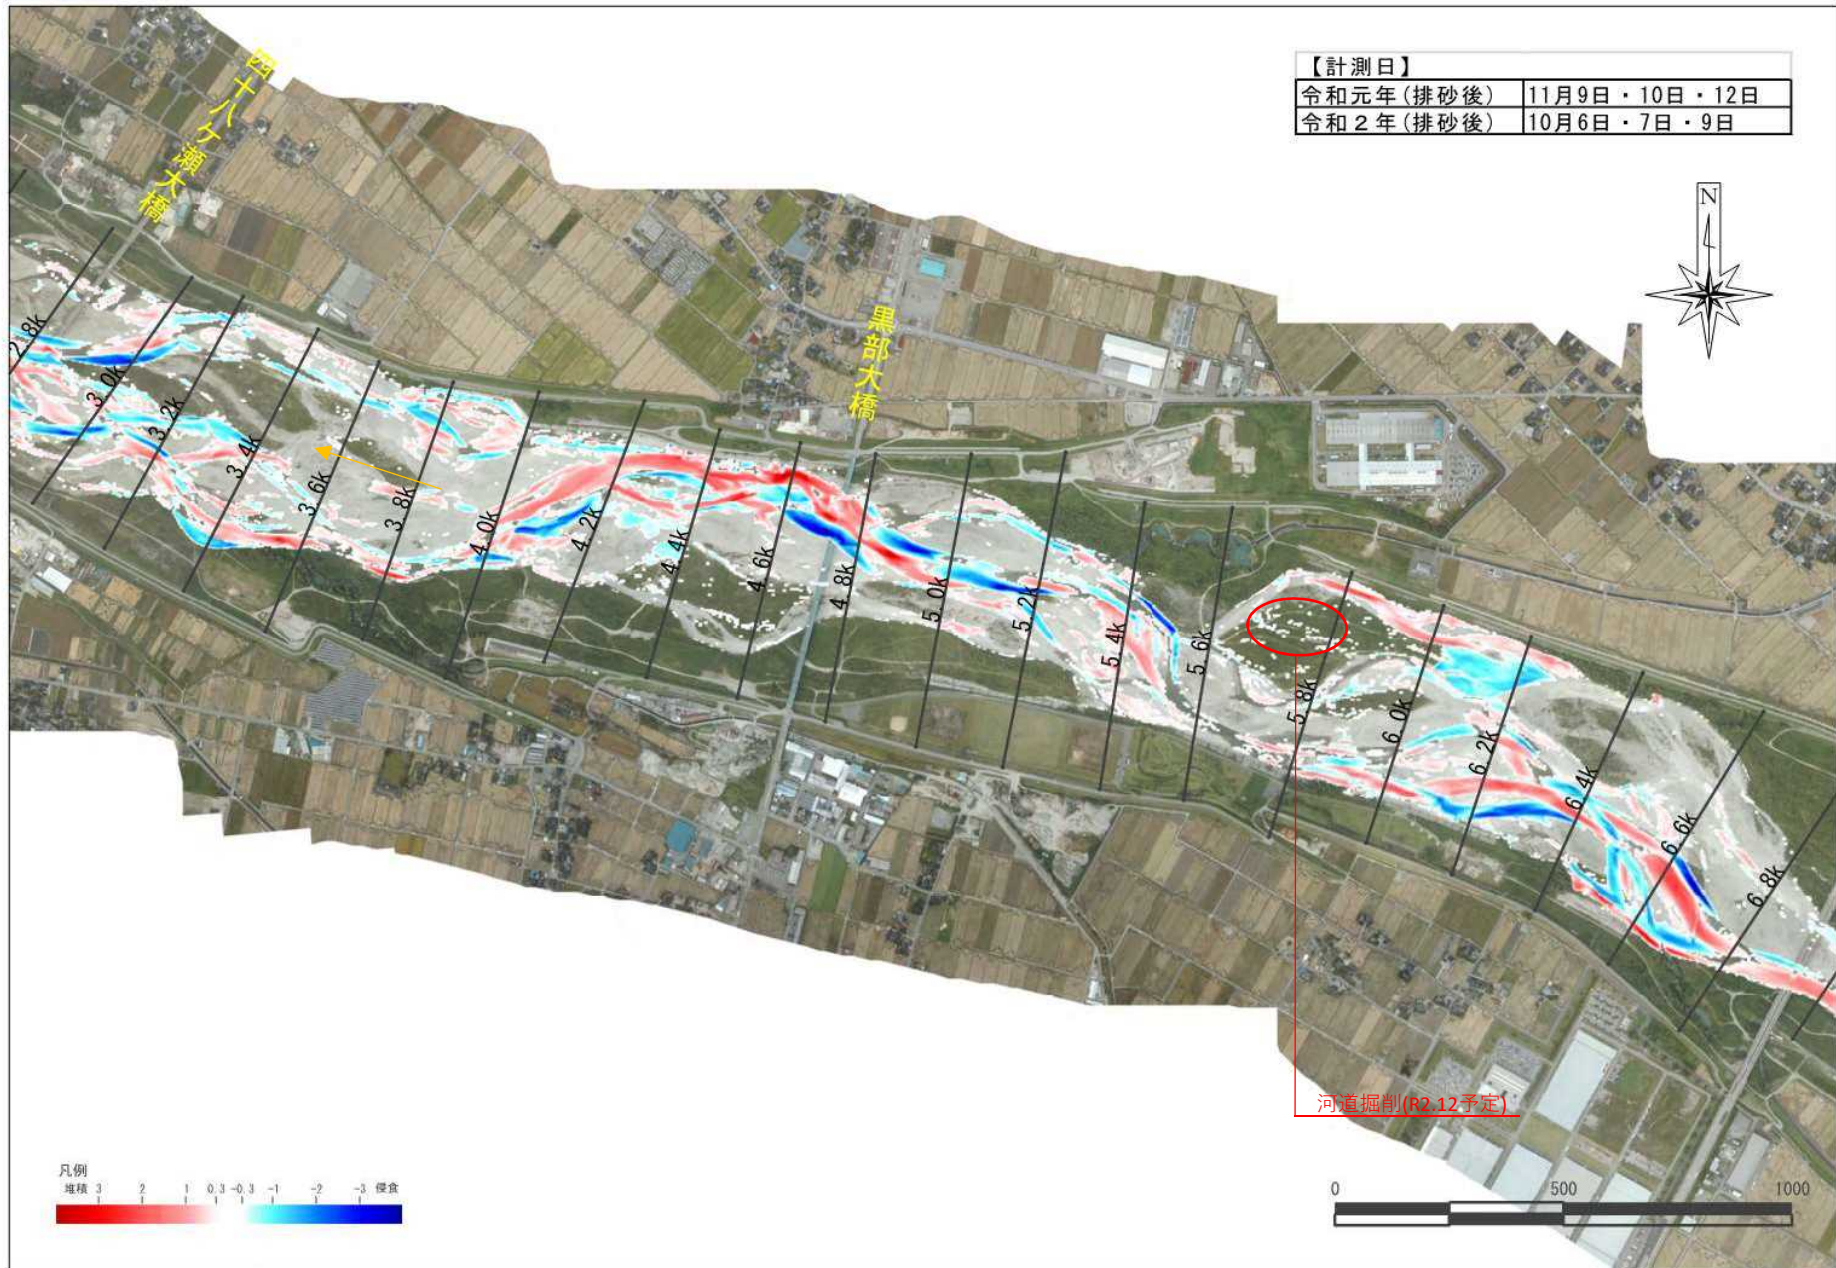 【計測日】
令和元年(排砂後) 11月9日・10日・12日
令和2年(排砂後) 10月6日・7日・9日
N
四十八ケ瀬大橋
黒部大橋
2.8k
3.0k
3.2k
3.4k
3.6k
3.8k
4.0k
4.2k
4.4k
4.6k
4.8k
5.0k
5.2k
5.4k
5.6k
5.8k
6.0k
6.2k
6.4k
6.6k
6.8k
河道掘削(R2.12予定)
凡例
堆積 3 2 1 0.3 -0.3 -1 -2 -3 侵食
0 500 1000